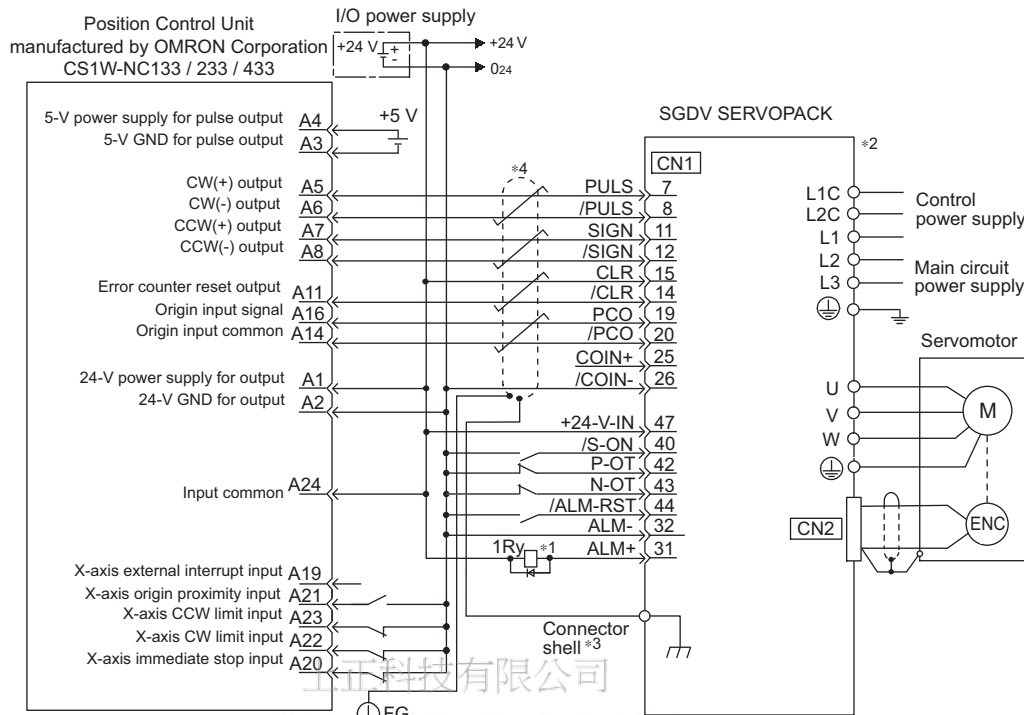 I/O power supply
Position Control Unit
manufactured by OMRON Corporation
CS1W-NC133 / 233 / 433
+24 V
+
-
+24 V
024
5-V power supply for pulse output A4
+5 V
5-V GND for pulse output A3
SGDV SERVOPACK
*2
CN1
*4
CW(+) output A5
PULS 7
CW(-) output A6
/PULS 8
CCW(+) output A7
SIGN 11
CCW(-) output A8
/SIGN 12
CLR 15
Error counter reset output A11
/CLR 14
Origin input signal A16
PCO 19
Origin input common A14
/PCO 20
COIN+ 25
24-V power supply for output A1
/COIN- 26
24-V GND for output A2
+24-V-IN 47
/S-ON 40
P-OT 42
Input common A24
N-OT 43
/ALM-RST 44
ALM- 32
1Ry *1
ALM+ 31
X-axis external interrupt input A19
X-axis origin proximity input A21
X-axis CCW limit input A23
X-axis CW limit input A22
X-axis immediate stop input A20
Connector
shell *3
FG
L1C
L2C
Control
power supply
L1
L2
L3
Main circuit
power supply
Servomotor
U
V
W
M
CN2
ENC
工正科技有限公司